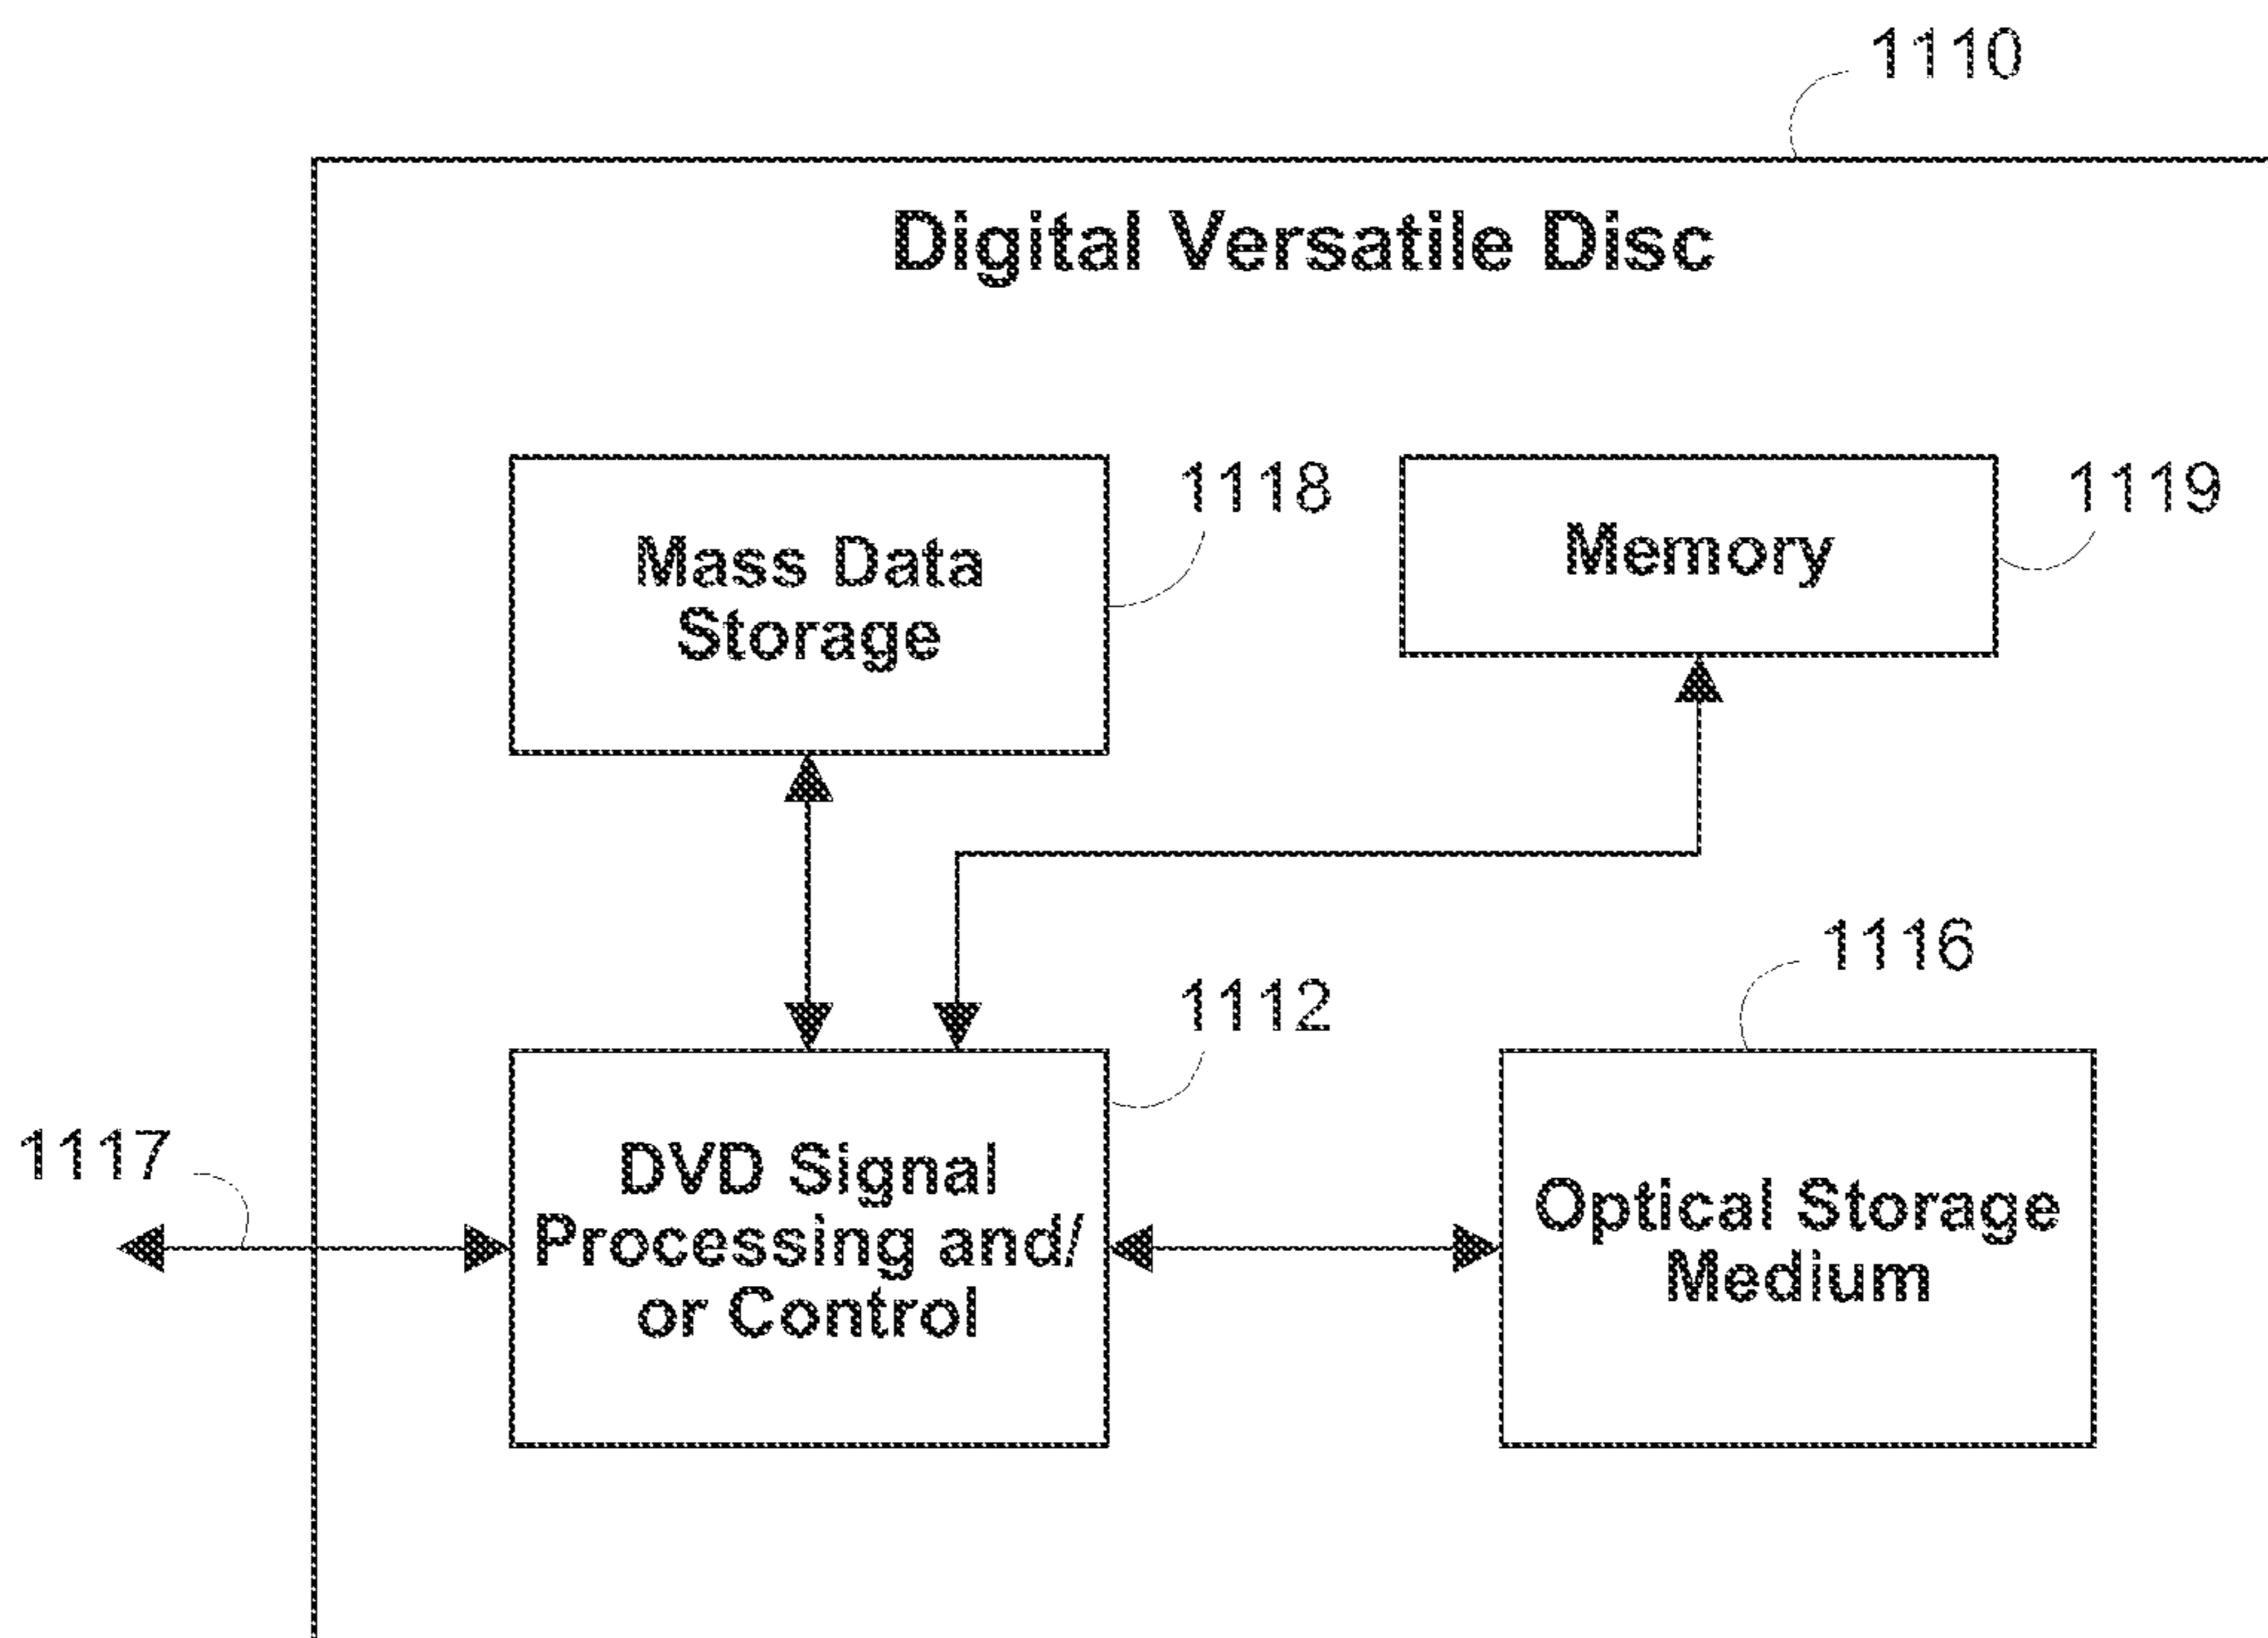 1110
Digital Versatile Disc
1118
1119
Mass Data
Storage
Memory
1116
1112
1117
DVD Signal
Processing and/
or Control
Optical Storage
Medium